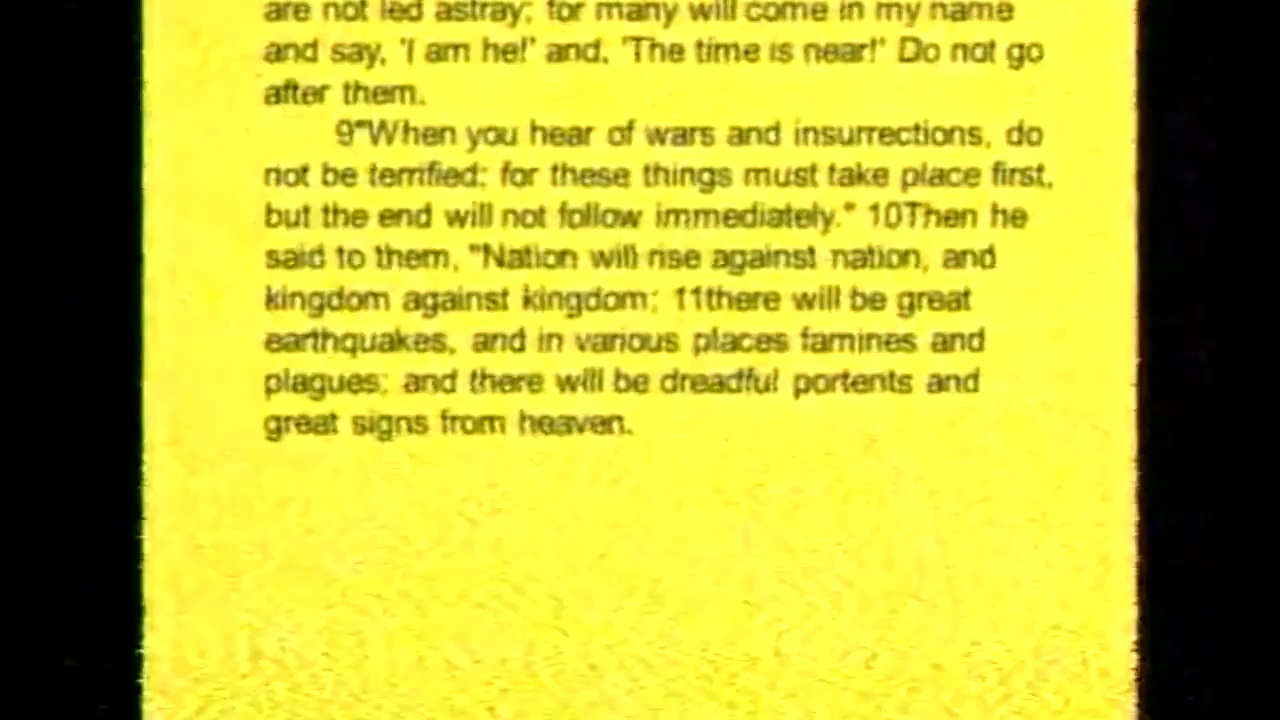 are not led astray; for many will come in my name
and say, 'I am he!' and, 'The time is near!' Do not go
after them.
9"When you hear of wars and insurrections, do
not be terrified; for these things must take place first,
but the end will not follow immediately." 10Then he
said to them, "Nation will rise against nation, and
kingdom against kingdom; 11there will be great
earthquakes, and in various places famines and
plagues; and there will be dreadful portents and
great signs from heaven.